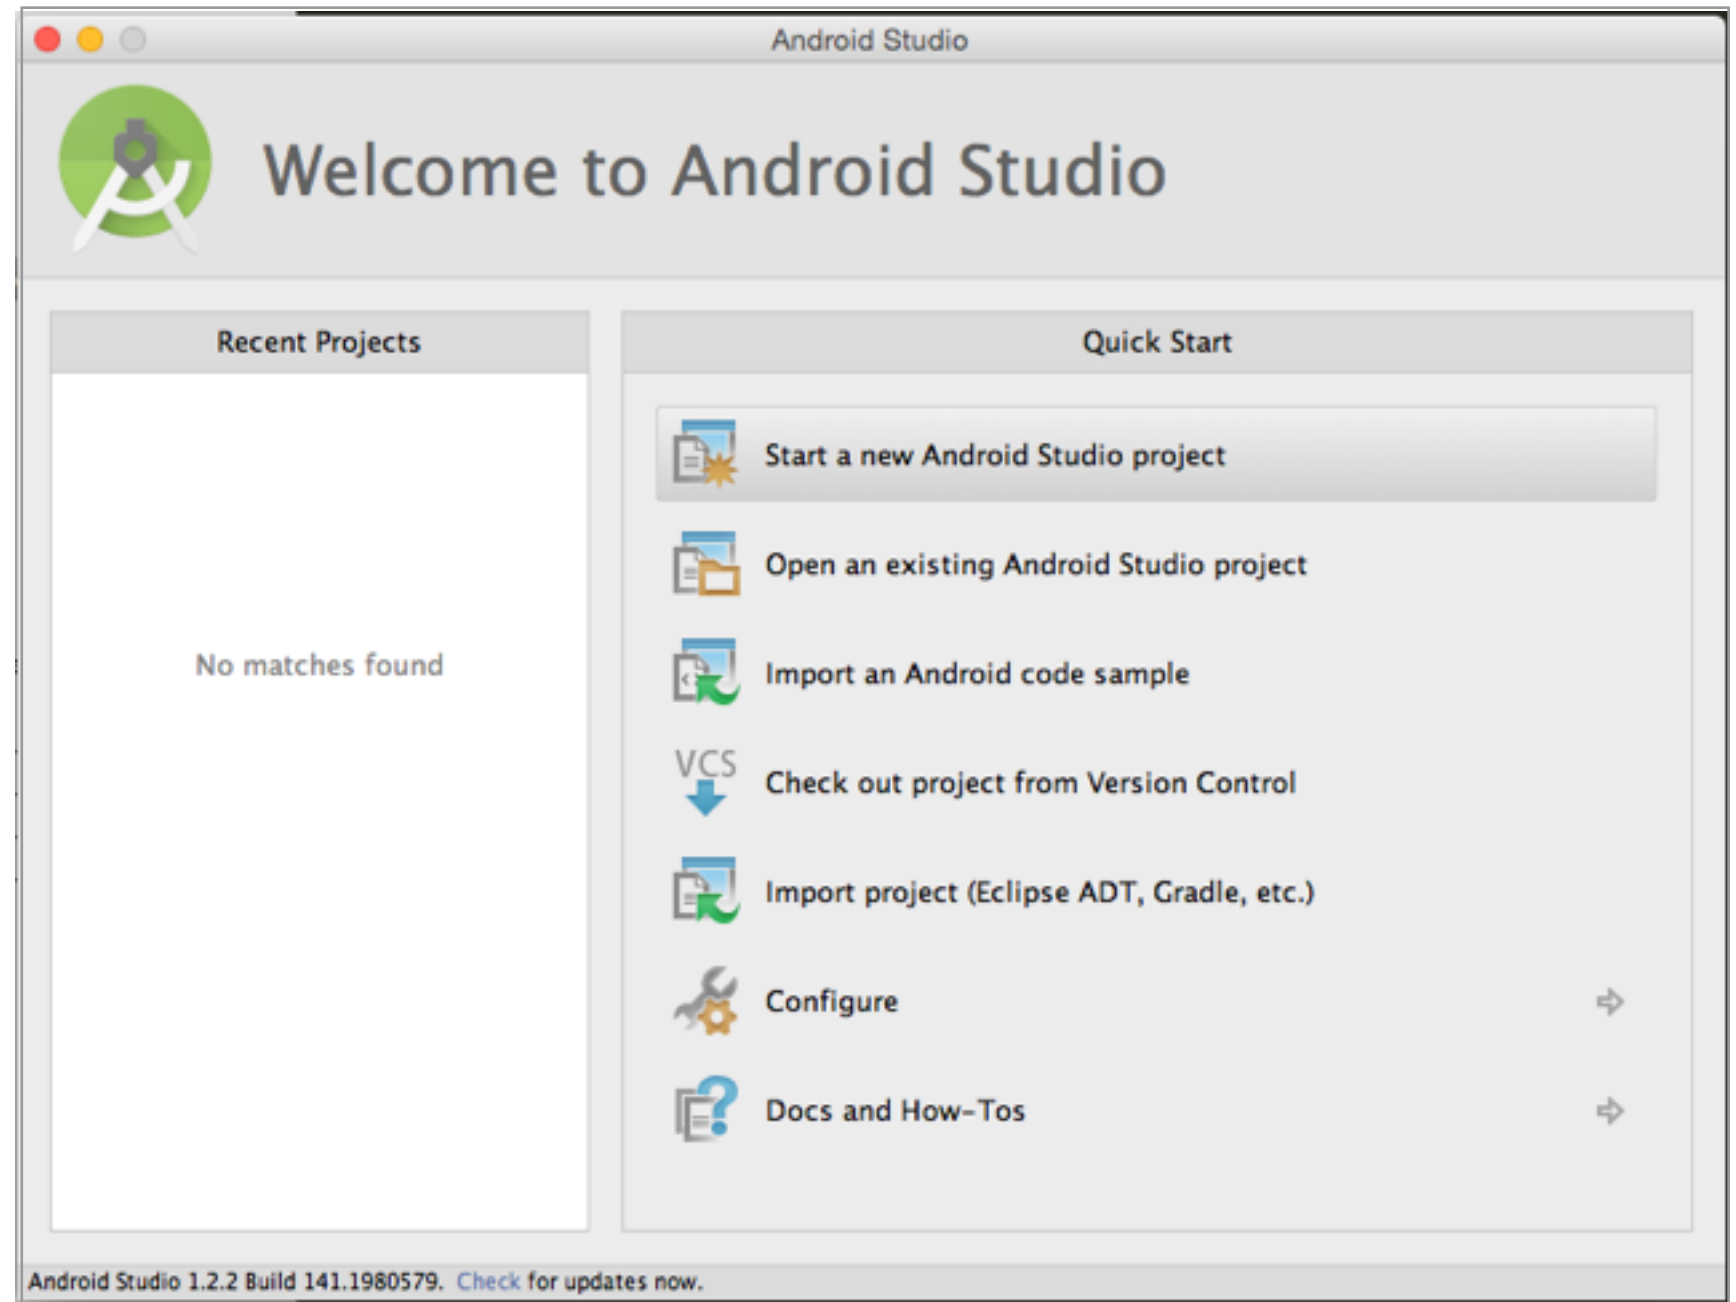 Android Studio
Welcome to Android Studio
Recent Projects
No matches found
Quick Start
Start a new Android Studio project
Open an existing Android Studio project
Import an Android code sample
VCS
Check out project from Version Control
Import project (Eclipse ADT, Gradle, etc.)
Configure
Docs and How-Tos
Android Studio 1.2.2 Build 141.1980579. Check for updates now.